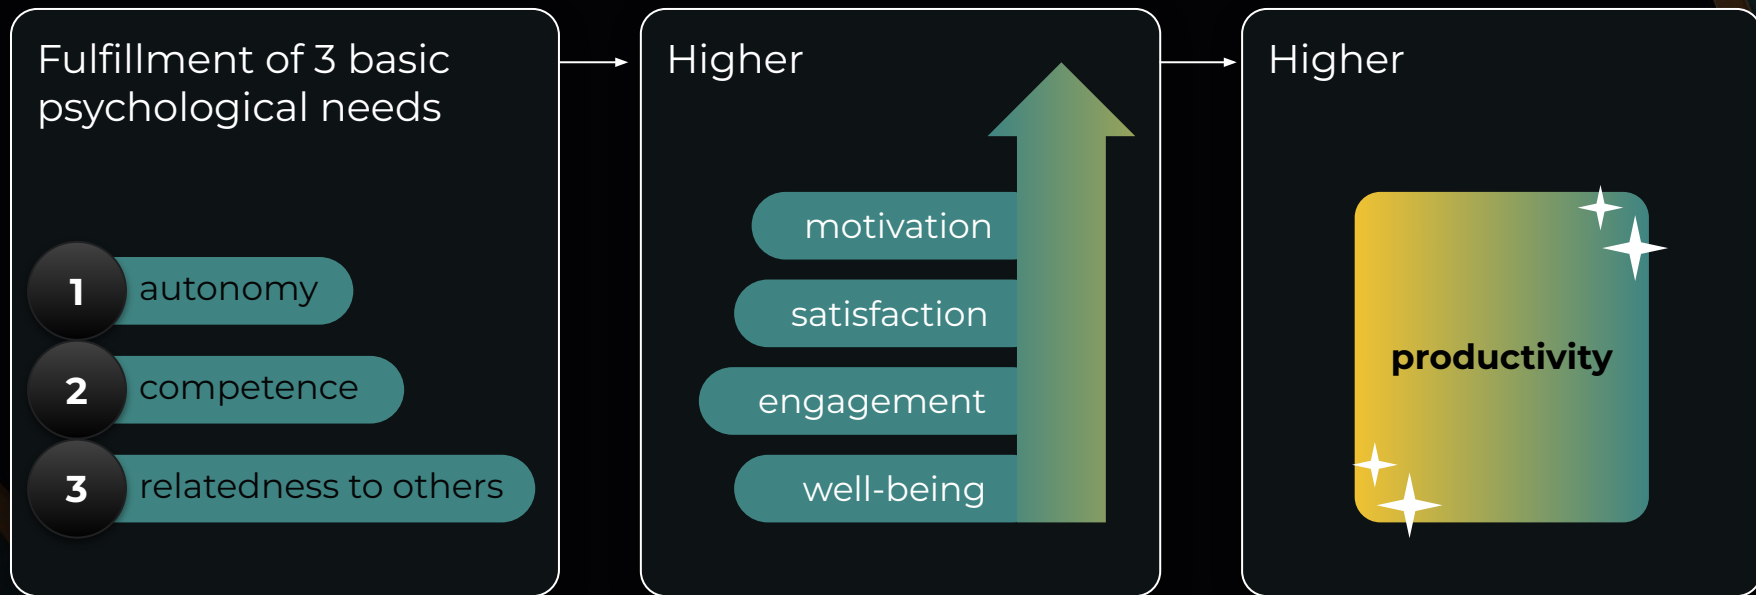 Fulfillment of 3 basic
psychological needs
1 autonomy
2 competence
3 relatedness to others
Higher
motivation
satisfaction
engagement
well-being
Higher
productivity